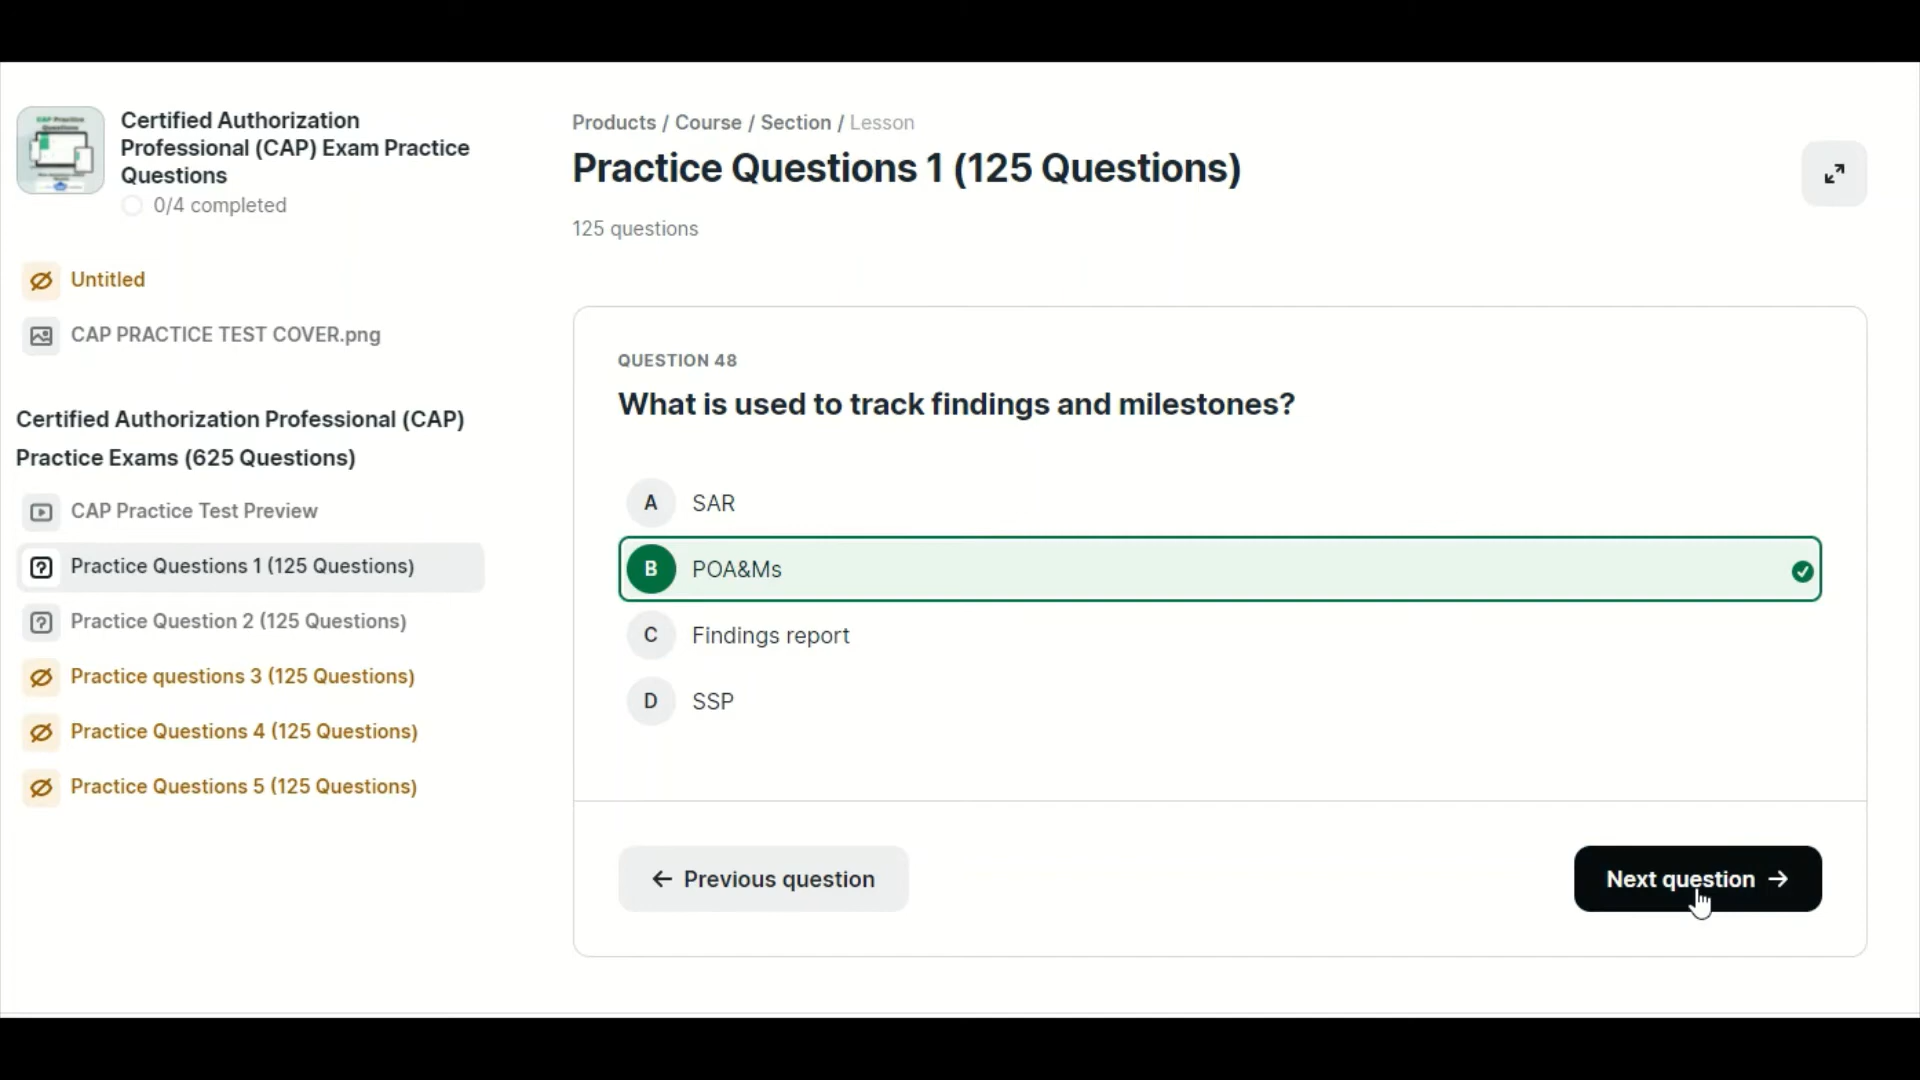 Certified Authorization
Professional (CAP) Exam Practice
Questions
0/4 completed
Untitled
CAP PRACTICE TEST COVER.png
Certified Authorization Professional (CAP)
Practice Exams (625 Questions)
CAP Practice Test Preview
Practice Questions 1 (125 Questions)
Practice Question 2 (125 Questions)
Practice questions 3 (125 Questions)
Practice Questions 4 (125 Questions)
Practice Questions 5 (125 Questions)
Products / Course / Section / Lesson
Practice Questions 1 (125 Questions)
125 questions
QUESTION 48
What is used to track findings and milestones?
A SAR
B POA&Ms
C Findings report
D SSP
← Previous question
Next question →